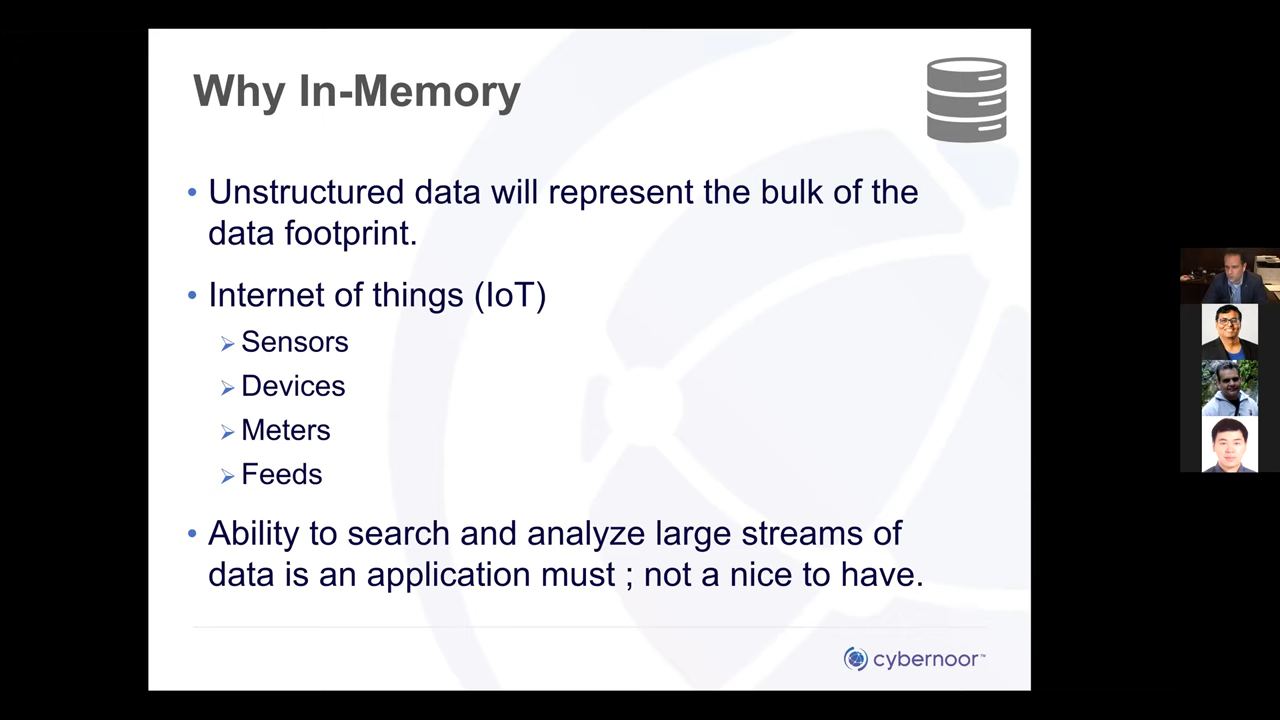 Why In-Memory
• Unstructured data will represent the bulk of the
data footprint.
• Internet of things (IoT)
➢ Sensors
➢ Devices
➢ Meters
➢ Feeds
• Ability to search and analyze large streams of
data is an application must ; not a nice to have.
cybernoor™